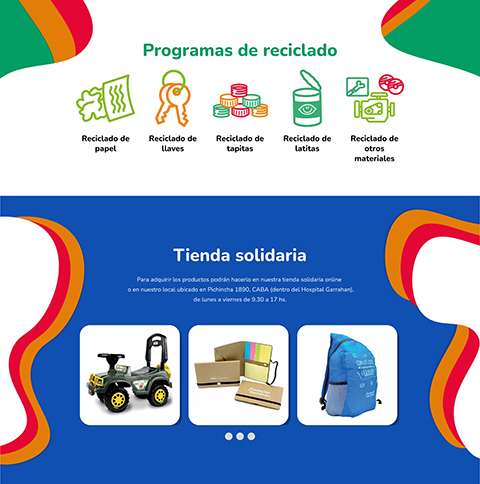 Programas de reciclado
Reciclado de
papel
Reciclado de
llaves
Reciclado de
tapitas
Reciclado de
latitas
Reciclado de
otros
materiales
Tienda solidaria
Para adquirir los productos podrán hacerlo en nuestra tienda solidaria online
o en nuestro local ubicado en Pichincha 1890, CABA (dentro del Hospital Garrahan),
de lunes a viernes de 9.30 a 17 hs.